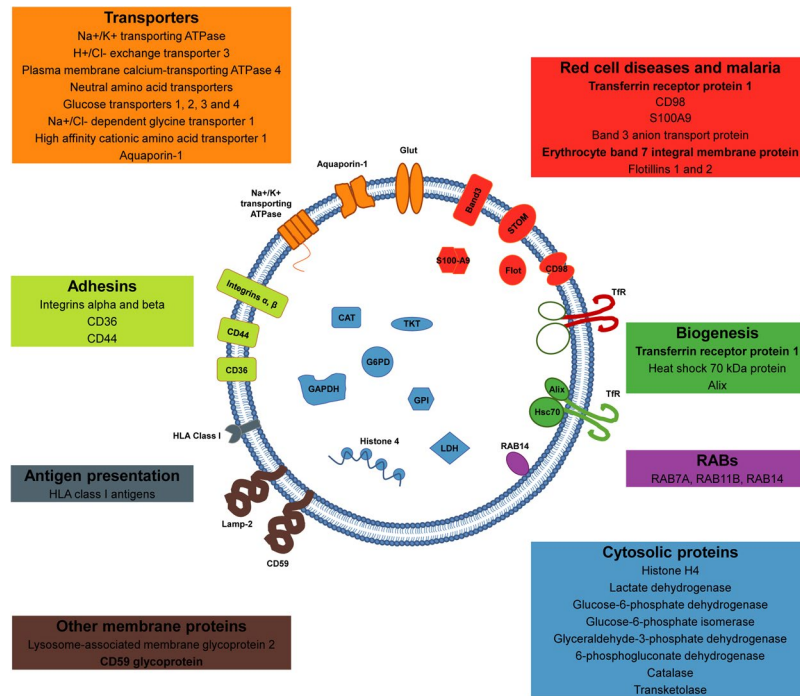 Transporters
Na+/K+ transporting ATPase
H+/Cl- exchange transporter 3
Plasma membrane calcium-transporting ATPase 4
Neutral amino acid transporters
Glucose transporters 1, 2, 3 and 4
Na+/Cl- dependent glycine transporter 1
High affinity cationic amino acid transporter 1
Aquaporin-1
Red cell diseases and malaria
Transferrin receptor protein 1
CD98
S100A9
Band 3 anion transport protein
Erythrocyte band 7 integral membrane protein
Flotillins 1 and 2
Adhesins
Integrins alpha and beta
CD36
CD44
Biogenesis
Transferrin receptor protein 1
Heat shock 70 kDa protein
Alix
Antigen presentation
HLA class I antigens
RABs
RAB7A, RAB11B, RAB14
Other membrane proteins
Lysosome-associated membrane glycoprotein 2
CD59 glycoprotein
Cytosolic proteins
Histone H4
Lactate dehydrogenase
Glucose-6-phosphate dehydrogenase
Glucose-6-phosphate isomerase
Glyceraldehyde-3-phosphate dehydrogenase
6-phosphogluconate dehydrogenase
Catalase
Transketolase
Na+/K+
transporting
ATPase
Aquaporin-1
Glut
Band3
STOM
CD98
S100-A9
Flot
TfR
Integrins α, β
CD44
CD36
CAT
TKT
G6PD
GAPDH
GPI
LDH
Histone 4
Alix
Hsc70
TfR
RAB14
HLA Class I
Lamp-2
CD59